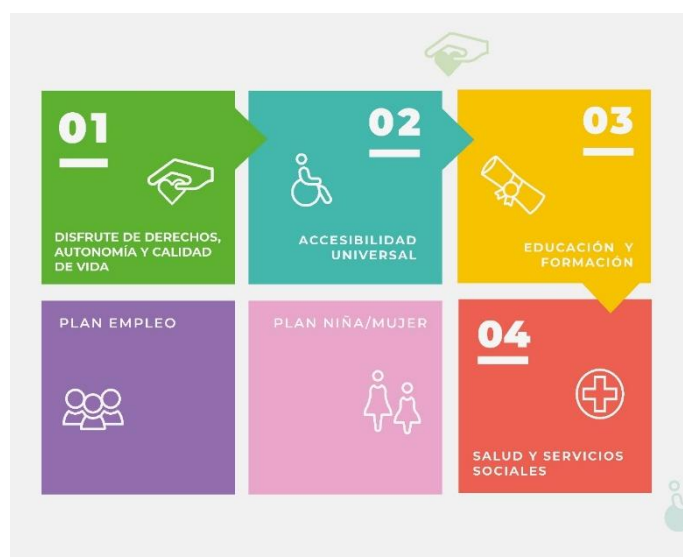 01
DISFRUTE DE DERECHOS,
AUTONOMÍA Y CALIDAD
DE VIDA
02
ACCESIBILIDAD
UNIVERSAL
03
EDUCACIÓN Y
FORMACIÓN
04
SALUD Y SERVICIOS
SOCIALES
PLAN NIÑA/MUJER
PLAN EMPLEO